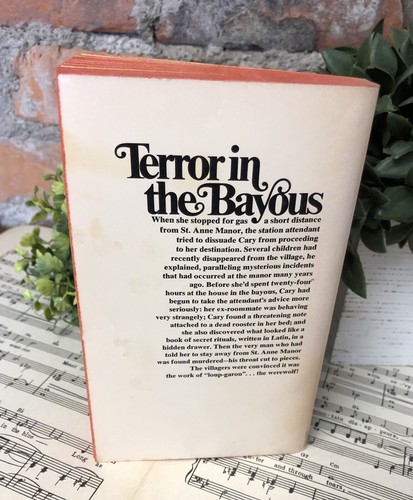 Terror in
the Bayous
When she stopped for gas a short distance
from St. Anne Manor, the station attendant
tried to dissuade Cary from proceeding
to her destination. Several children had
recently disappeared from the village, he
explained, paralleling mysterious incidents
that had occurred at the manor many years
ago. Before she'd spent twenty-four
hours at the house in the bayous, Cary had
begun to take the attendant's advice more
seriously: her ex-roommate was behaving
very strangely; Cary found a threatening note
attached to a dead rooster in her bed; and
she also discovered what looked like a
book of secret rituals, written in Latin, in a
hidden drawer. Then the very man who had
told her to stay away from St. Anne Manor
was found murdered—his throat cut to pieces.
The villagers were convinced it was
the work of "loup-garou". . . the werewolf!
in the
Long
and through
tears,